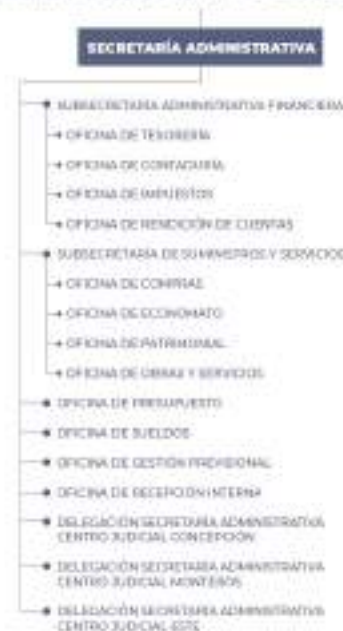 SECRETARÍA ADMINISTRATIVA
SUBSECRETARÍA ADMINISTRATIVA FINANCIERA
OFICINA DE TESORERÍA
OFICINA DE CONTADURÍA
OFICINA DE IMPUESTOS
OFICINA DE RENDICIÓN DE CUENTAS
SUBSECRETARÍA DE SUMINISTROS Y SERVICIOS
OFICINA DE COMPRAS
OFICINA DE ECONOMATO
OFICINA DE PATRIMONIAL
OFICINA DE OBRAS Y SERVICIOS
OFICINA DE PRESUPUESTO
OFICINA DE SUELDOS
OFICINA DE GESTIÓN PREVISIONAL
OFICINA DE RECEPCIÓN INTERNA
DELEGACIÓN SECRETARÍA ADMINISTRATIVA
CENTRO JUDICIAL CONCEPCIÓN
DELEGACIÓN SECRETARÍA ADMINISTRATIVA
CENTRO JUDICIAL MONTEROS
DELEGACIÓN SECRETARÍA ADMINISTRATIVA
CENTRO JUDICIAL ESTE